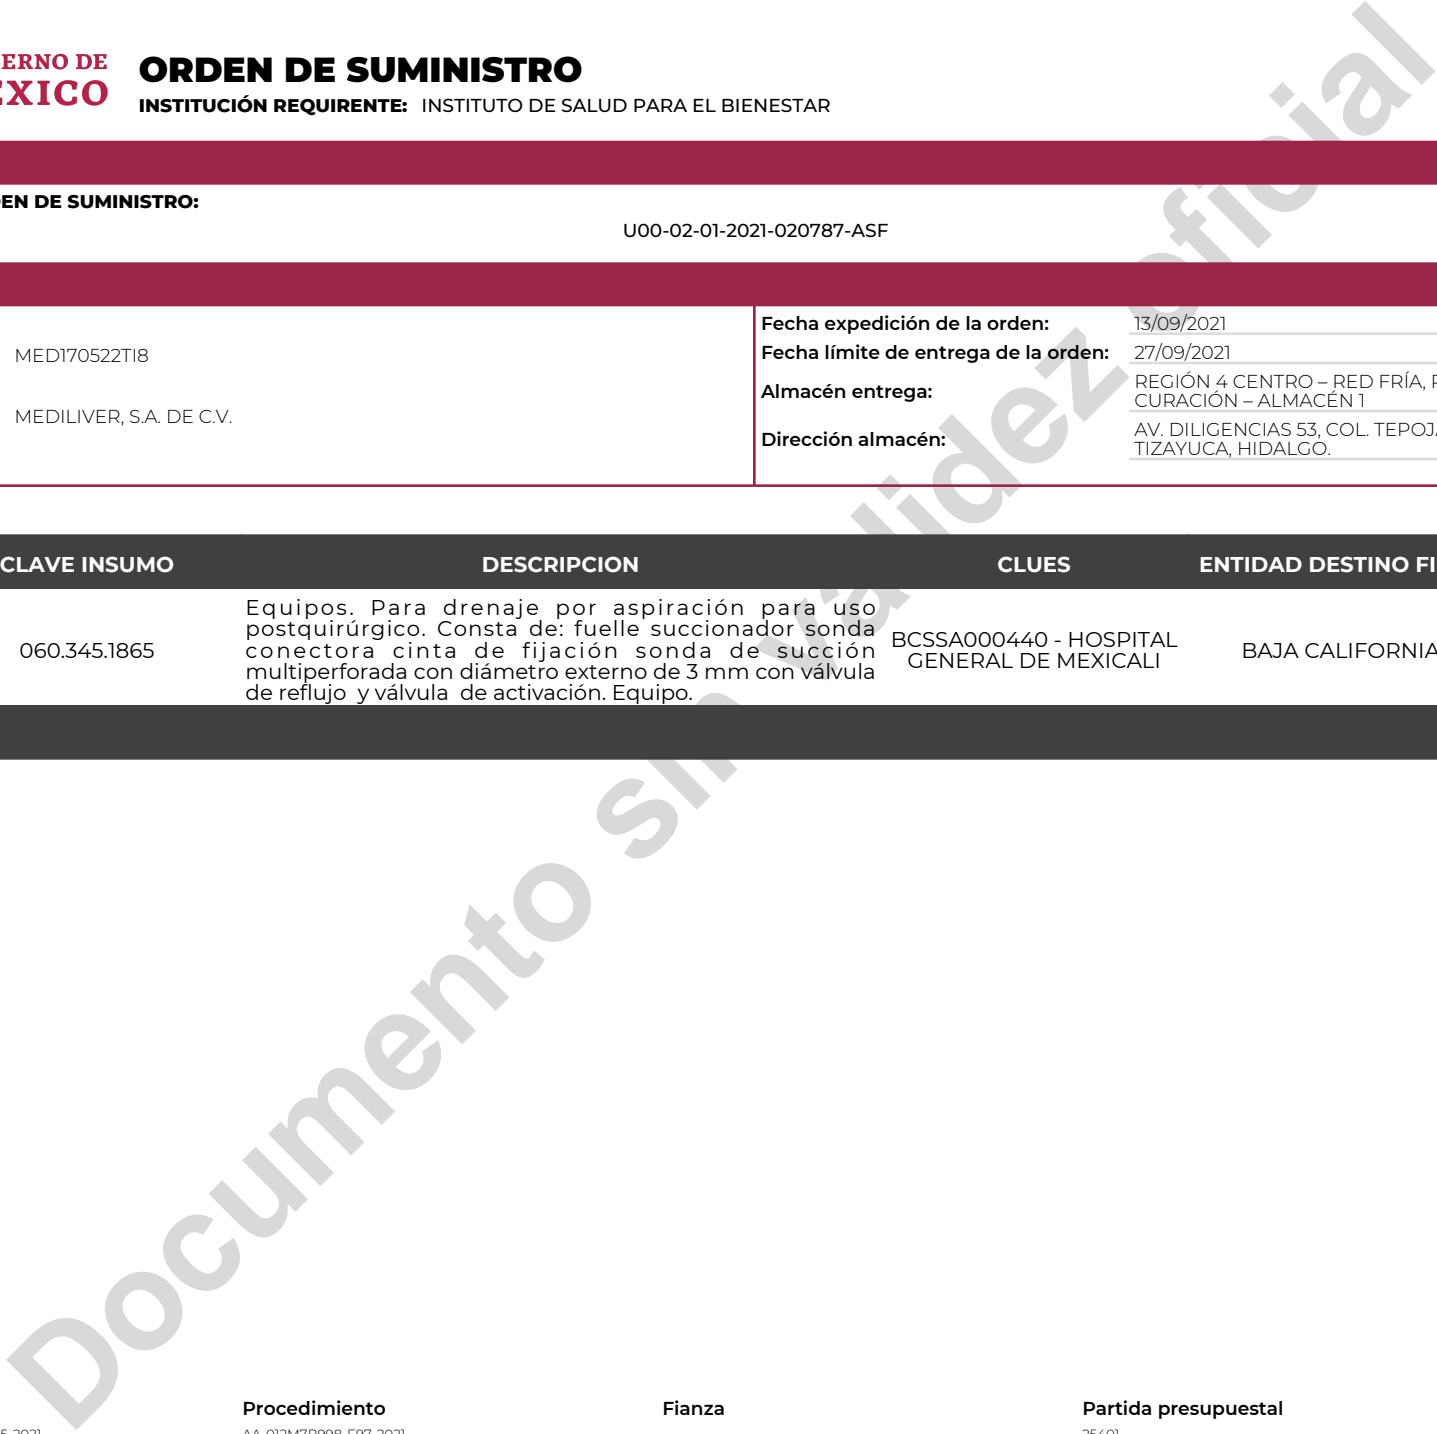 ERNO DE
EXICO
ORDEN DE SUMINISTRO
INSTITUCIÓN REQUIRENTE: INSTITUTO DE SALUD PARA EL BIENESTAR
EN DE SUMINISTRO:
U00-02-01-2021-020787-ASF
MED170522TI8
MEDILIVER, S.A. DE C.V.
Fecha expedición de la orden: 13/09/2021
Fecha límite de entrega de la orden: 27/09/2021
Almacén entrega: REGIÓN 4 CENTRO – RED FRÍA,
CURACIÓN – ALMACÉN 1
Dirección almacén: AV. DILIGENCIAS 53, COL. TEPOJA
TIZAYUCA, HIDALGO.
CLAVE INSUMO DESCRIPCION CLUES ENTIDAD DESTINO FI
060.345.1865
Equipos. Para drenaje por aspiración para uso
postquirúrgico. Consta de: fuelle succionador sonda
conectora cinta de fijación sonda de succión
multiperforada con diámetro externo de 3 mm con válvula
de reflujo y válvula de activación. Equipo.
BCSSA000440 - HOSPITAL
GENERAL DE MEXICALI
BAJA CALIFORNIA
Documento sin validez oficial
Procedimiento Fianza Partida presupuestal